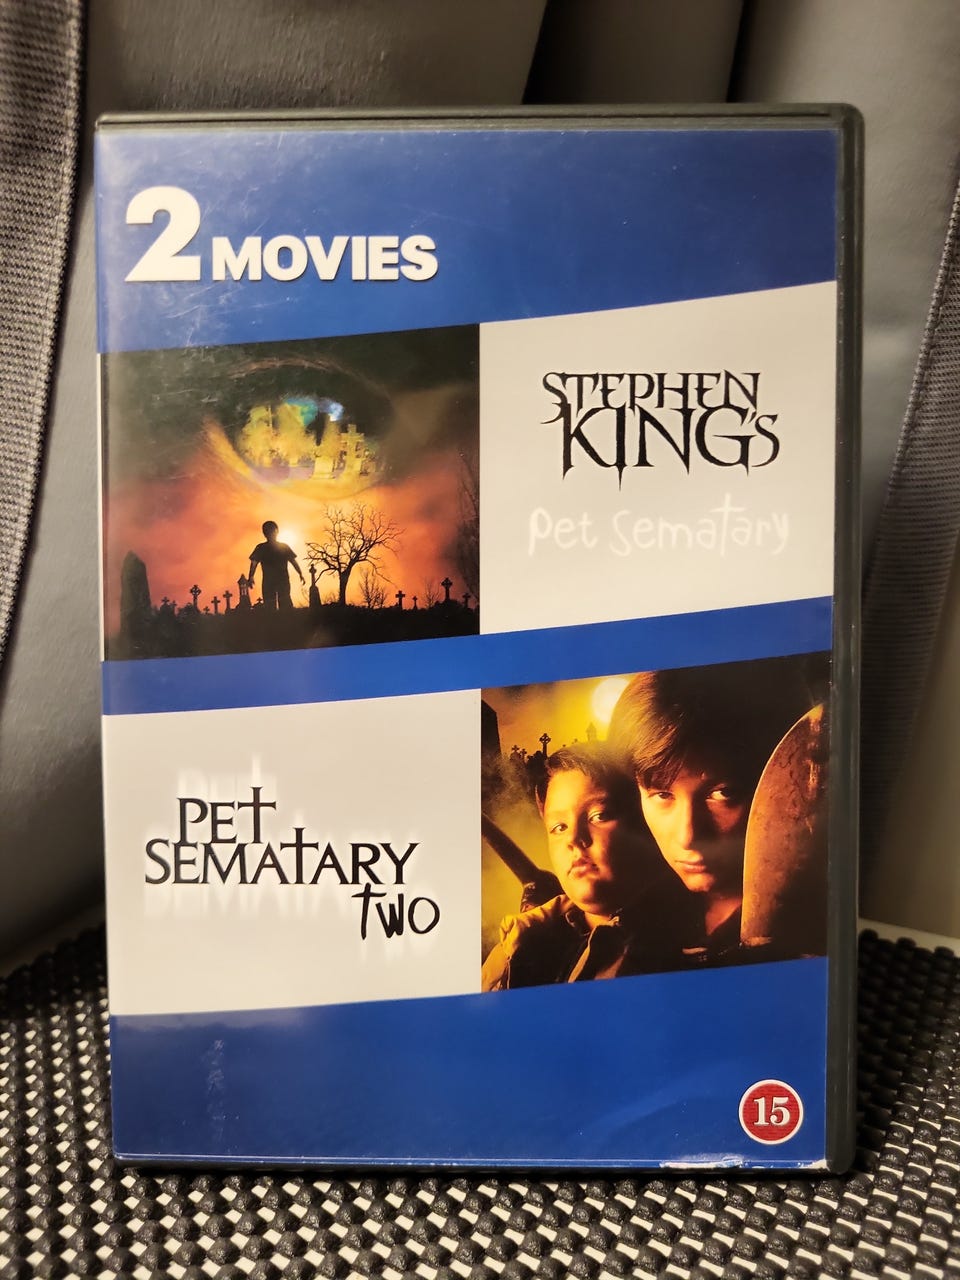 2 MOVIES
STEPHEN
KING'S
Pet Sematary
PET
SEMATARY
TWO
15